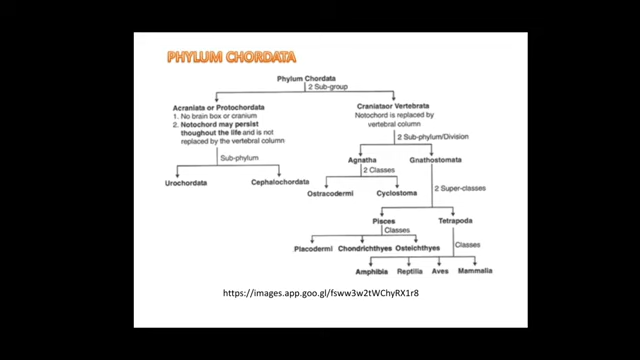 PHYLUM CHORDATA
Phylum Chordata
2 Sub-group
Acraniata or Protochordata
1. No brain box or cranium
2. Notochord may persist
thoughout the life and is not
replaced by the vertebral column
Sub-phylum
Urochordata
Cephalochordata
Craniataor Vertebrata
Notochord is replaced by
vertebral column
2 Sub-phylum/Division
Agnatha
Gnathostomata
2 Classes
Ostracodermi
Cyclostoma
2 Super-classes
Pisces
Tetrapoda
Classes
Placodermi
Chondrichthyes
Osteichthyes
Classes
Amphibia
Reptilia
Aves
Mammalia
https://images.app.goo.gl/fsww3w2tWChyRX1r8